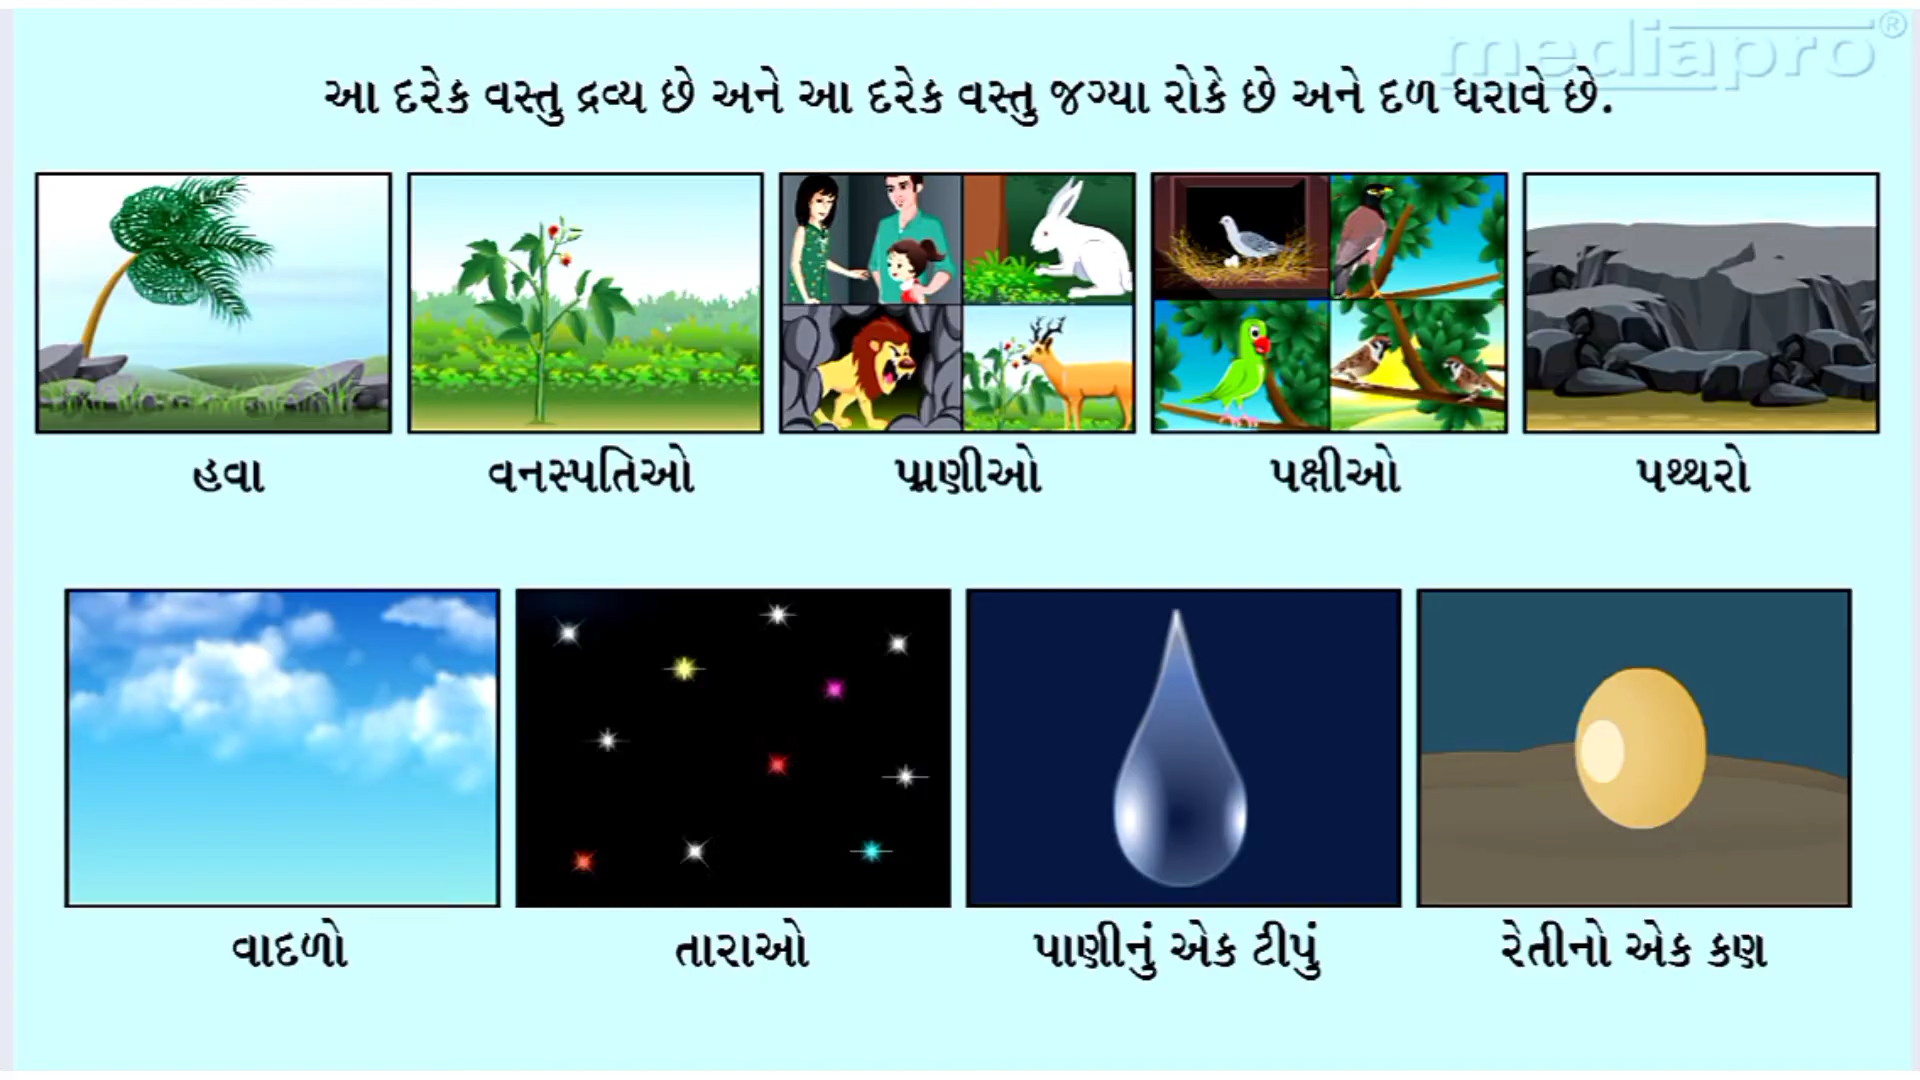 mediapro®
આ દરેક વસ્તુ દ્રવ્ય છે અને આ દરેક વસ્તુ જગ્યા રોકે છે અને દળ ધરાવે છે.
હવા
વનસ્પતિઓ
પ્રાણીઓ
પક્ષીઓ
પથ્થરો
વાદળો
તારાઓ
પાણીનું એક ટીપું
રેતીનો એક કણ